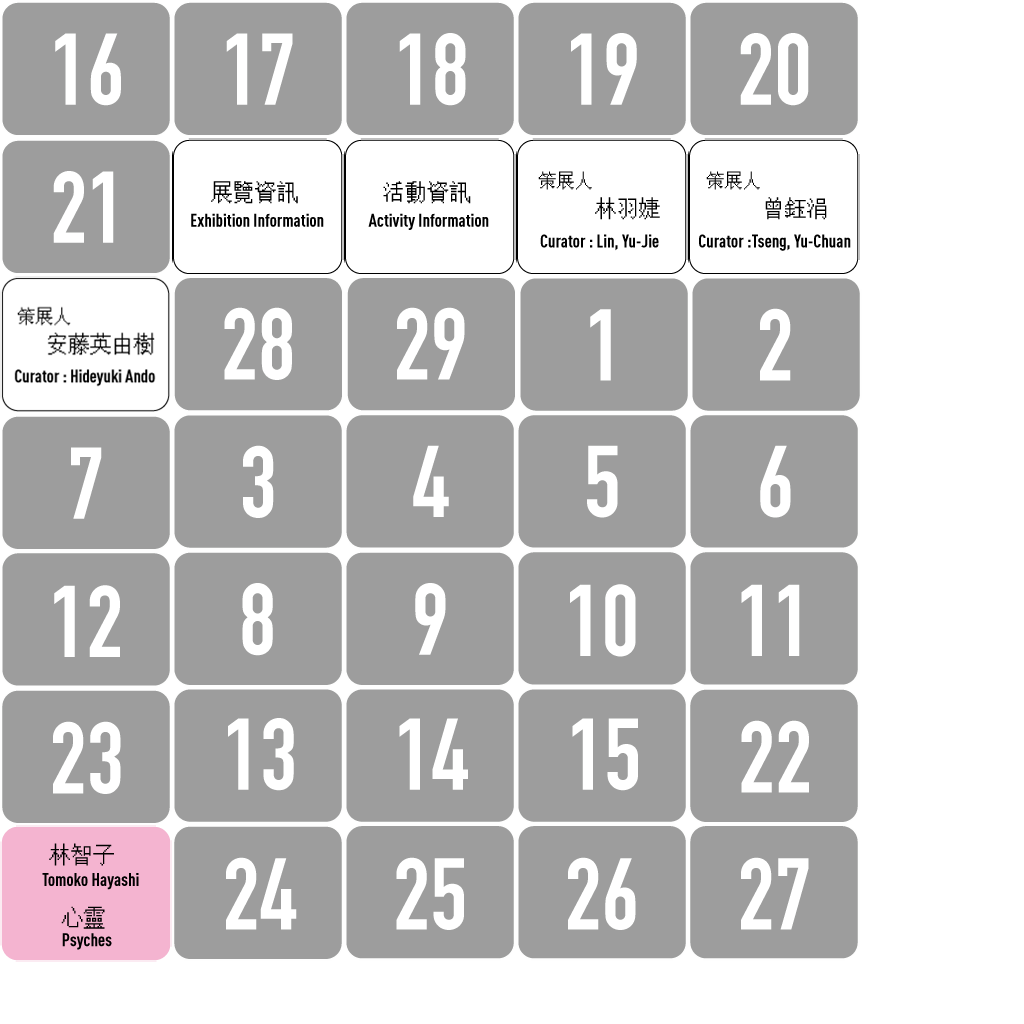 16
17
18
19
20
21
展覽資訊
Exhibition Information
活動資訊
Activity Information
策展人
林羽婕
Curator : Lin, Yu-Jie
策展人
曾鈺涓
Curator :Tseng, Yu-Chuan
策展人
安藤英由樹
Curator : Hideyuki Ando
28
29
1
2
7
3
4
5
6
12
8
9
10
11
23
13
14
15
22
林智子
Tomoko Hayashi
心靈
Psyches
24
25
26
27